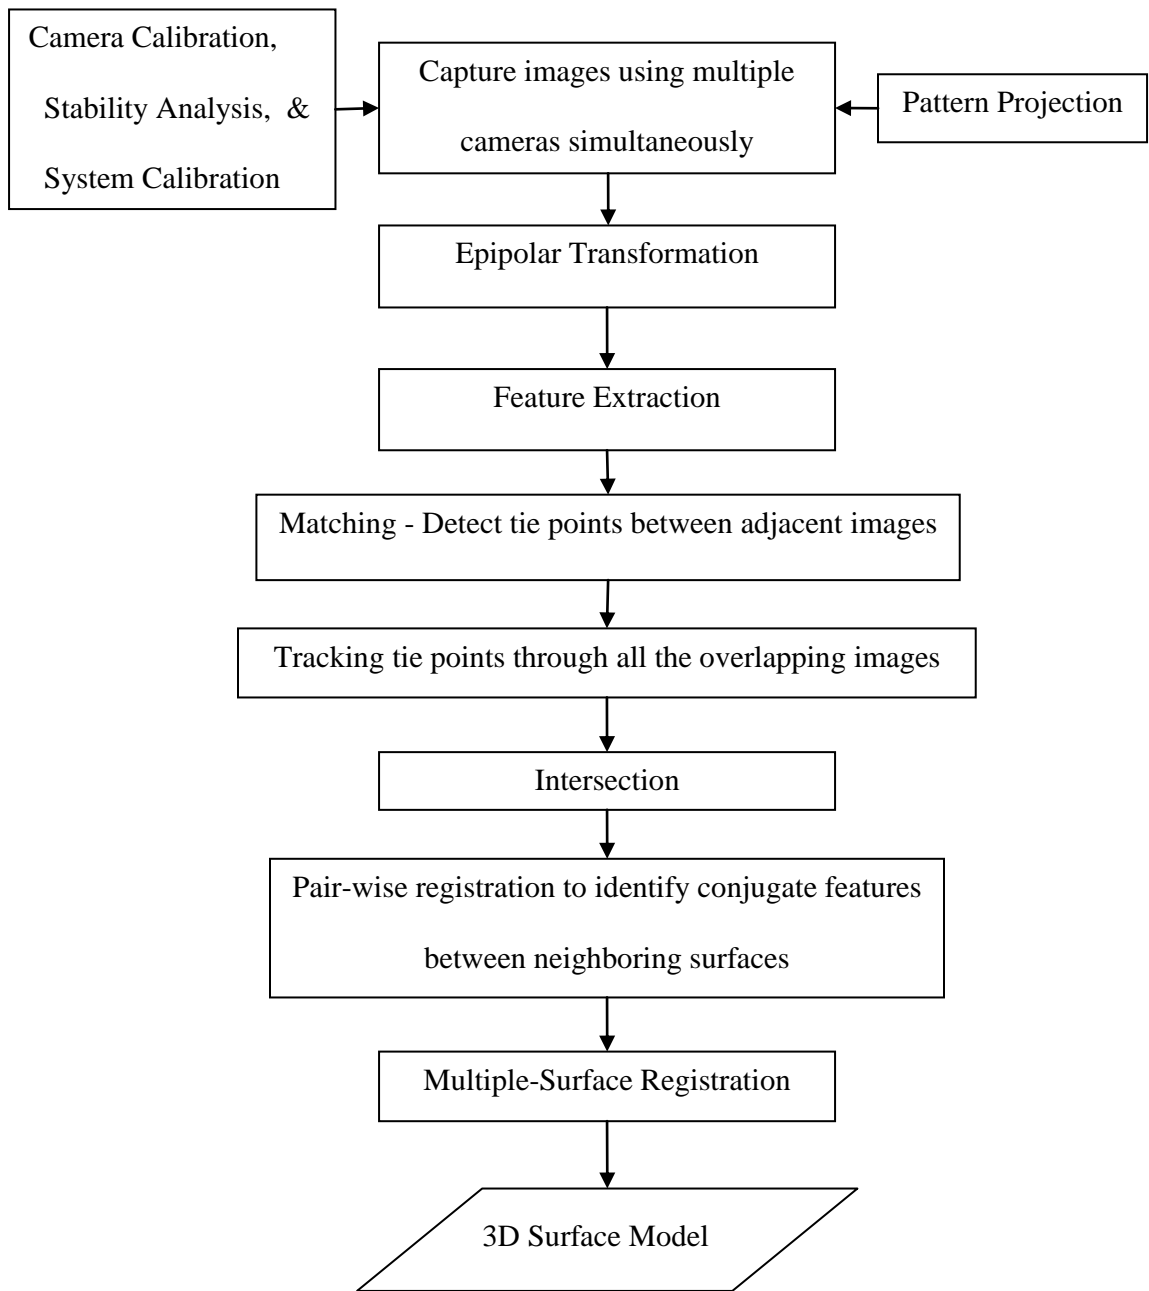 Camera Calibration,
Stability Analysis, &
System Calibration
Capture images using multiple
cameras simultaneously
Pattern Projection
Epipolar Transformation
Feature Extraction
Matching - Detect tie points between adjacent images
Tracking tie points through all the overlapping images
Intersection
Pair-wise registration to identify conjugate features
between neighboring surfaces
Multiple-Surface Registration
3D Surface Model